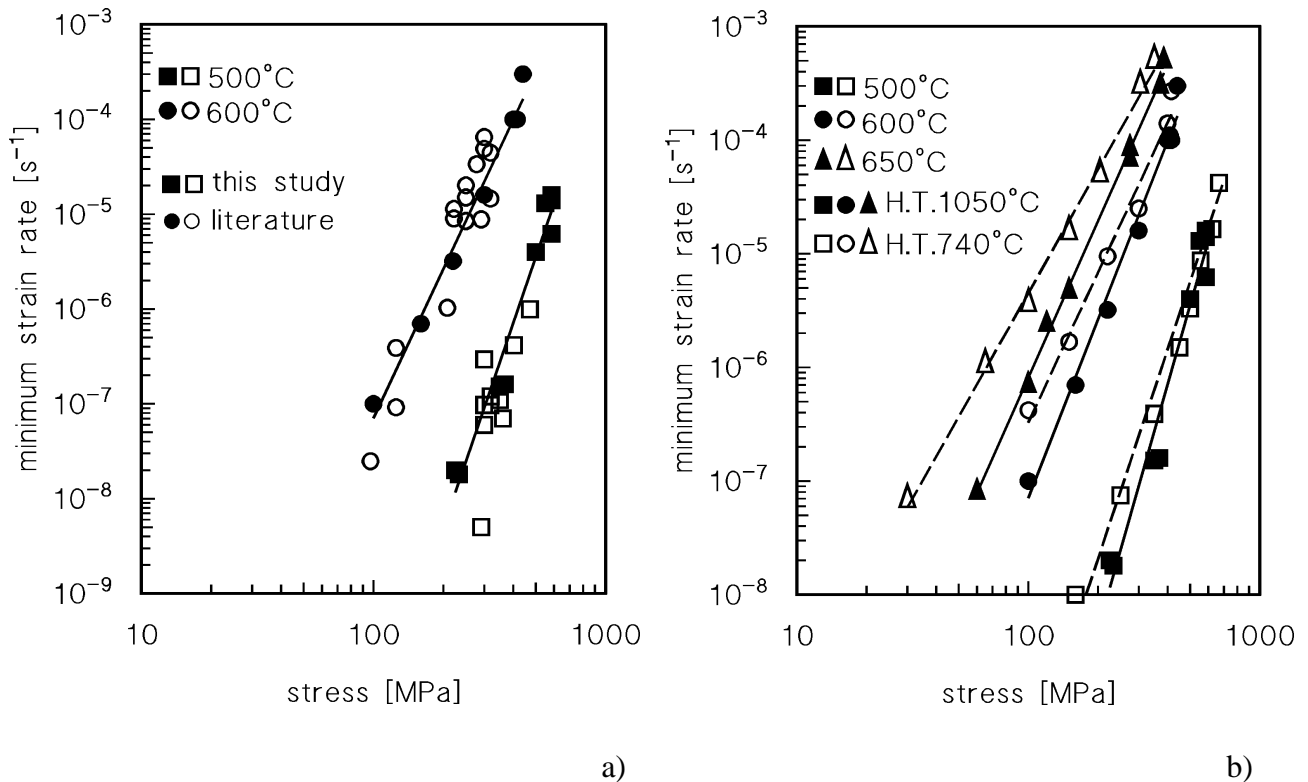 10⁻³
10⁻⁴
10⁻⁵
10⁻⁶
10⁻⁷
10⁻⁸
10⁻⁹
minimum strain rate [s⁻¹]
500°C
600°C
this study
literature
10
100
1000
stress [MPa]
a)
10⁻³
10⁻⁴
10⁻⁵
10⁻⁶
10⁻⁷
10⁻⁸
minimum strain rate [s⁻¹]
500°C
600°C
650°C
H.T.1050°C
H.T.740°C
10
100
1000
stress [MPa]
b)